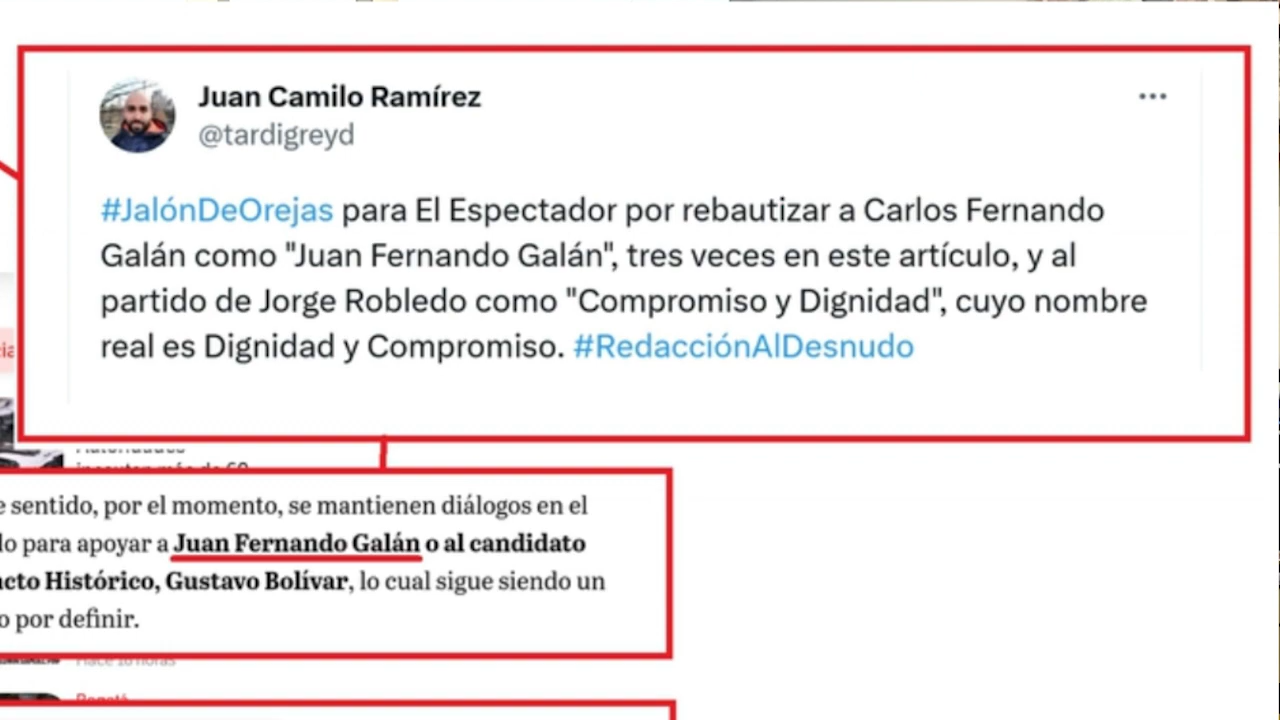 Juan Camilo Ramírez
@tardigreyd
#JalónDeOrejas para El Espectador por rebautizar a Carlos Fernando
Galán como "Juan Fernando Galán", tres veces en este artículo, y al
partido de Jorge Robledo como "Compromiso y Dignidad", cuyo nombre
real es Dignidad y Compromiso. #RedacciónAlDesnudo
sentido, por el momento, se mantienen diálogos en el
para apoyar a Juan Fernando Galán o al candidato
Histórico, Gustavo Bolívar, lo cual sigue siendo un
por definir.